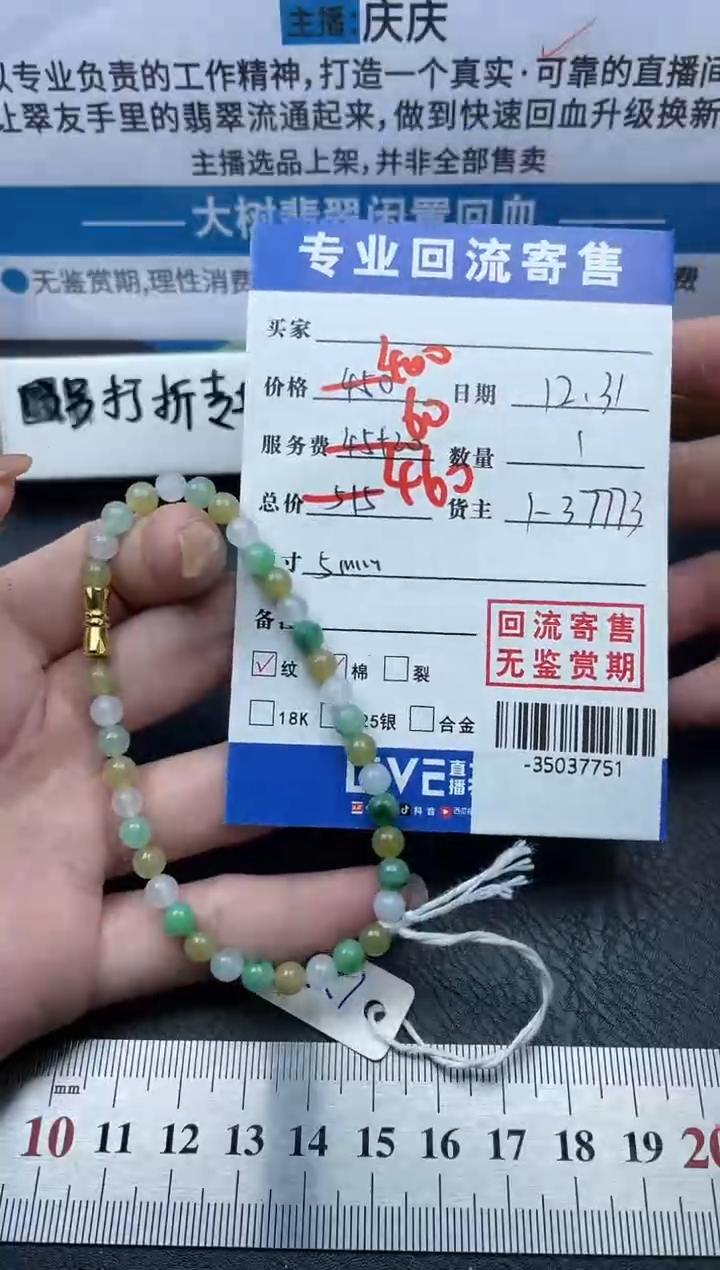 主播:庆庆
以专业负责的工作精神,打造一个真实·可靠的直播间
让翠友手里的翡翠流通起来,做到快速回血升级换新
主播选品上架,并非全部售卖
大树翡翠闲置回血
无鉴赏期,理性消费
费
打折专
专业回流寄售
买家
价格 450 400 日期 12.31
服务费 45+20 60 数量 1
总价 515 460 货主 1-37773
寸 5mm
备
回流寄售
无鉴赏期
纹 棉 裂
18K 25银 合金
-35037751
LIVE 直播
抖音
mm
10 11 12 13 14 15 16 17 18 19 20